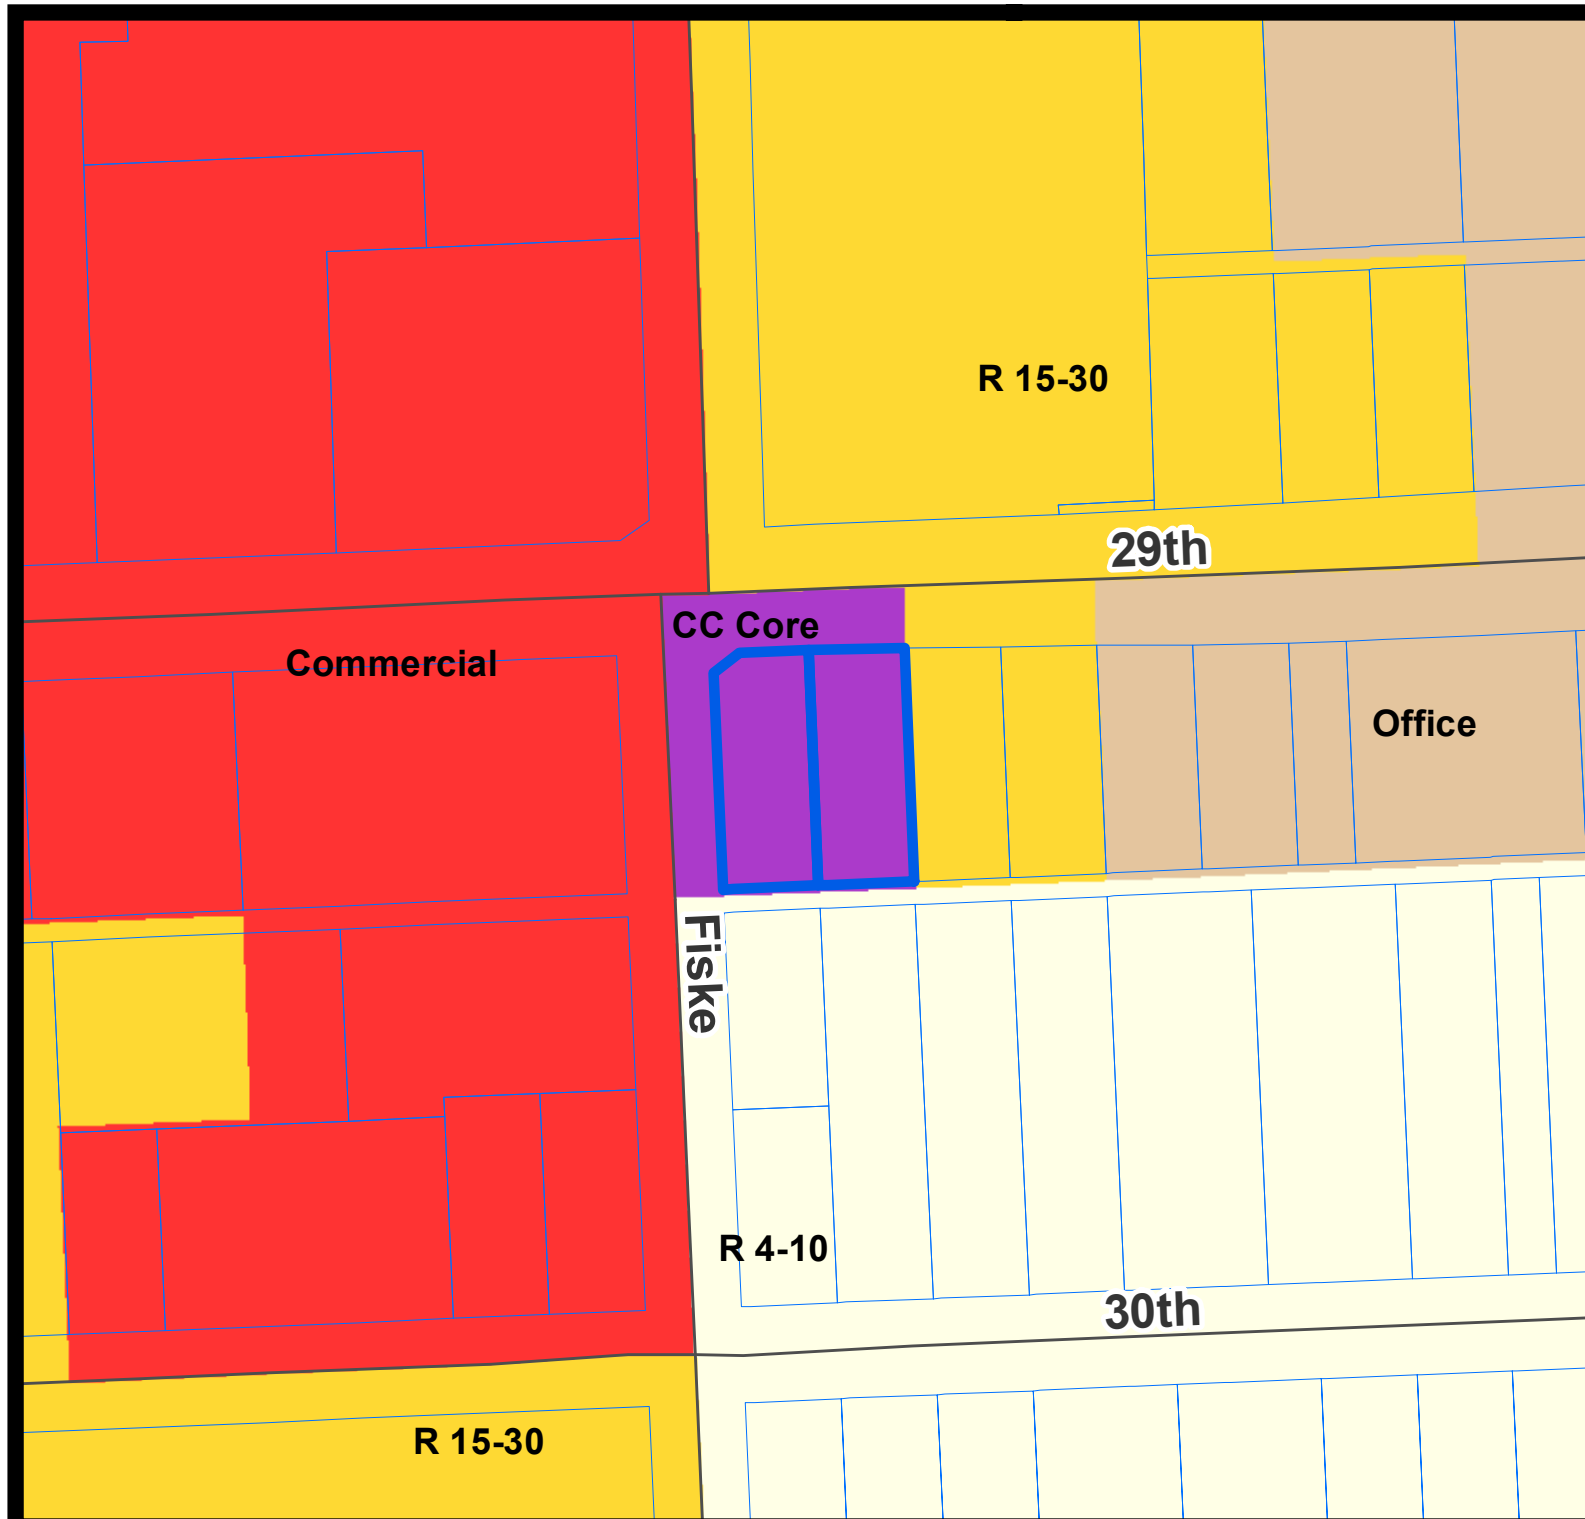 R 15-30
29th
CC Core
Commercial
Office
Fiske
R 4-10
30th
R 15-30